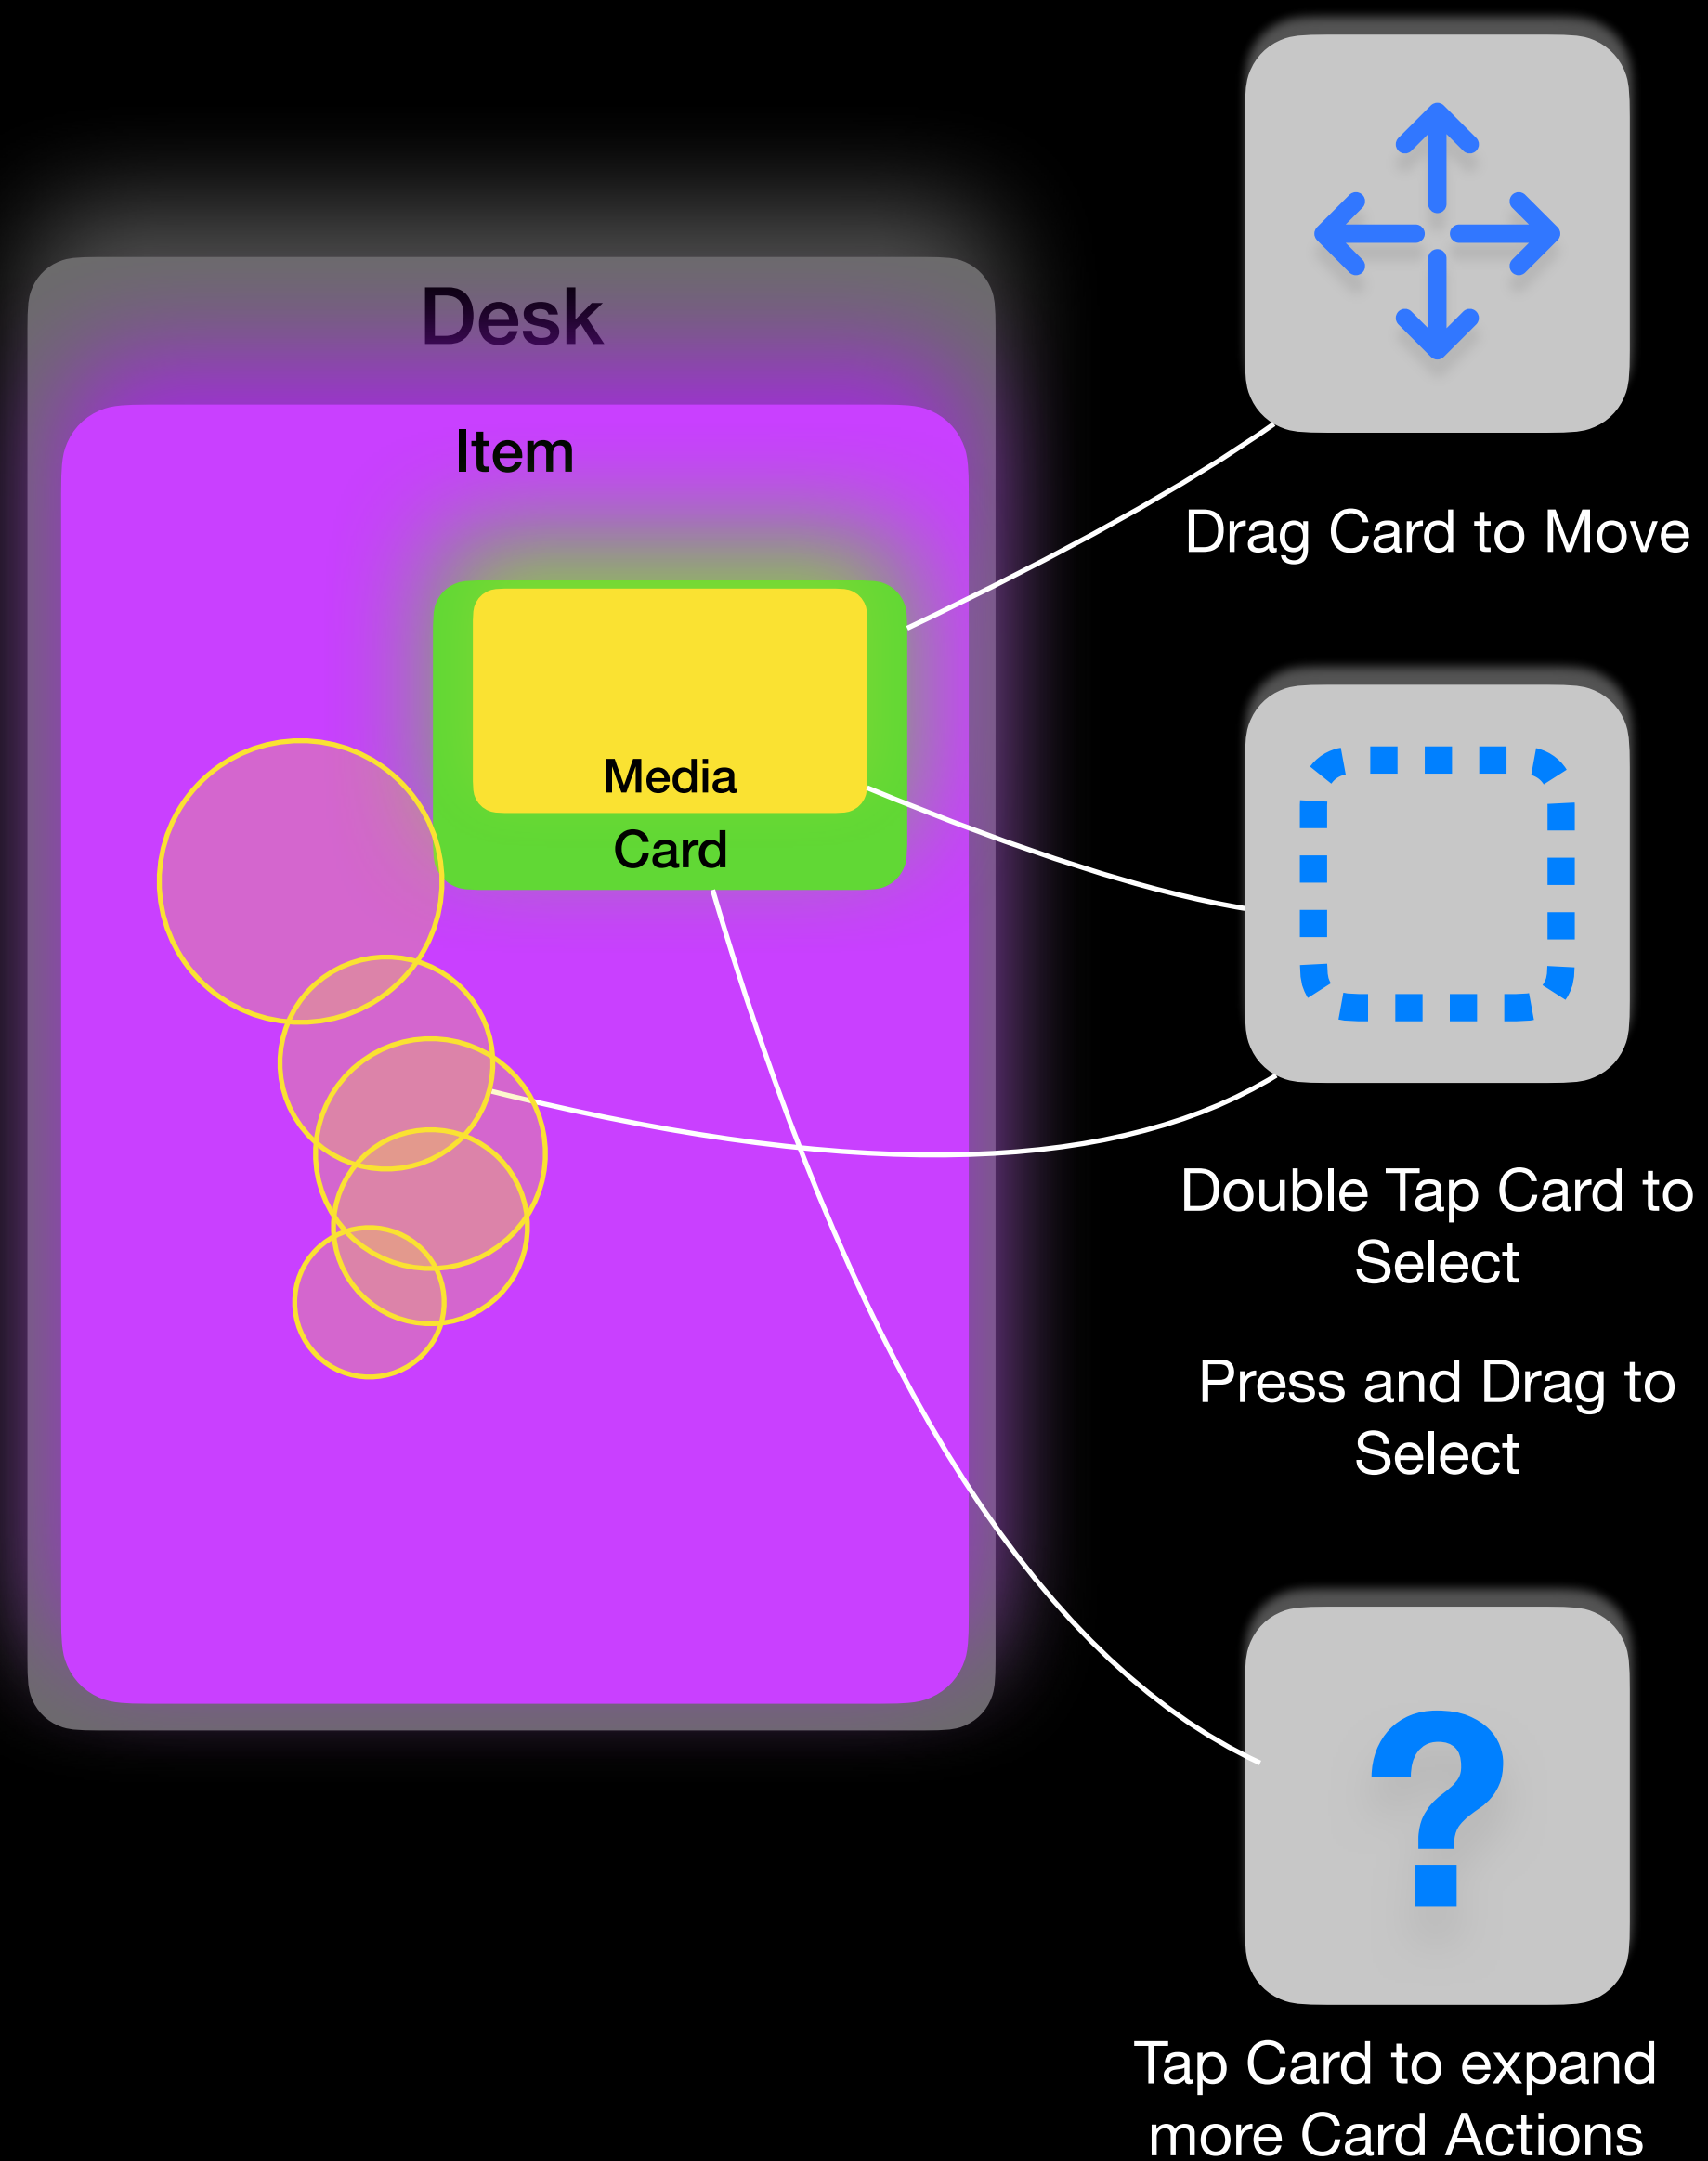 Desk
Item
Media
Card
Drag Card to Move
Double Tap Card to
Select
Press and Drag to
Select
?
Tap Card to expand
more Card Actions